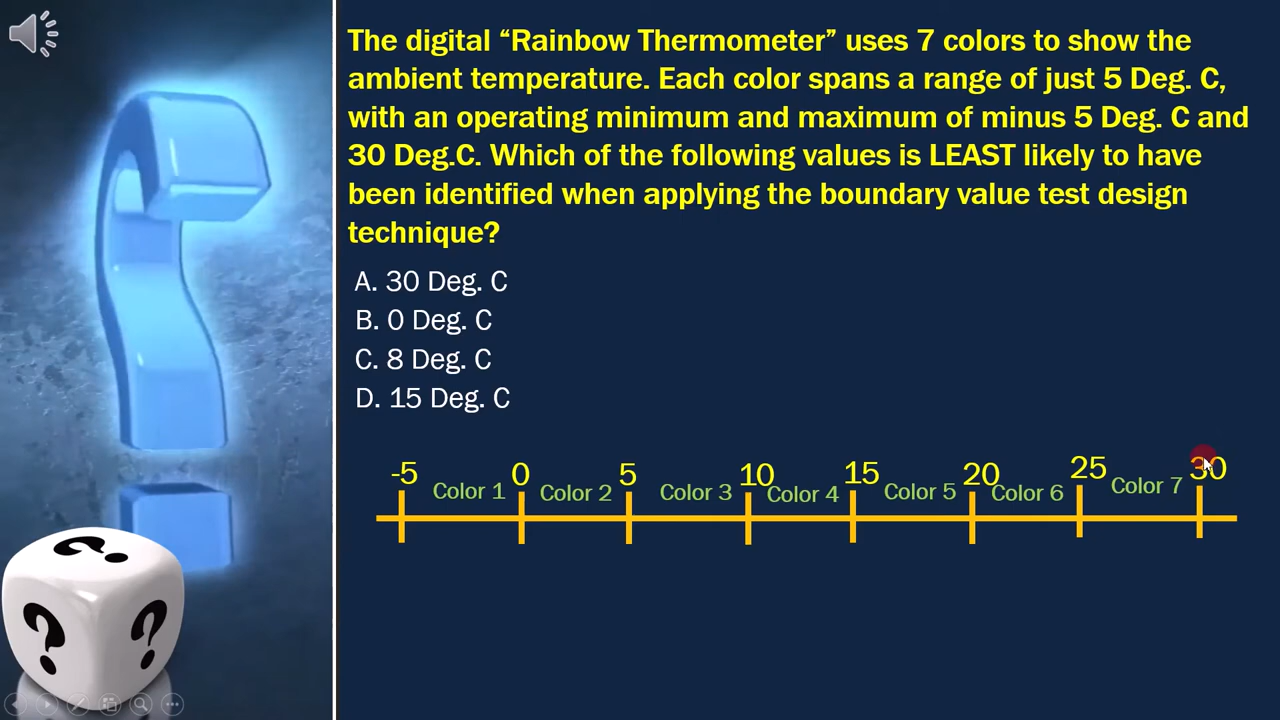 The digital “Rainbow Thermometer” uses 7 colors to show the
ambient temperature. Each color spans a range of just 5 Deg. C,
with an operating minimum and maximum of minus 5 Deg. C and
30 Deg.C. Which of the following values is LEAST likely to have
been identified when applying the boundary value test design
technique?
A. 30 Deg. C
B. 0 Deg. C
C. 8 Deg. C
D. 15 Deg. C
-5 0 5 10 15 20 25 30
Color 1 Color 2 Color 3 Color 4 Color 5 Color 6 Color 7
? ? ?